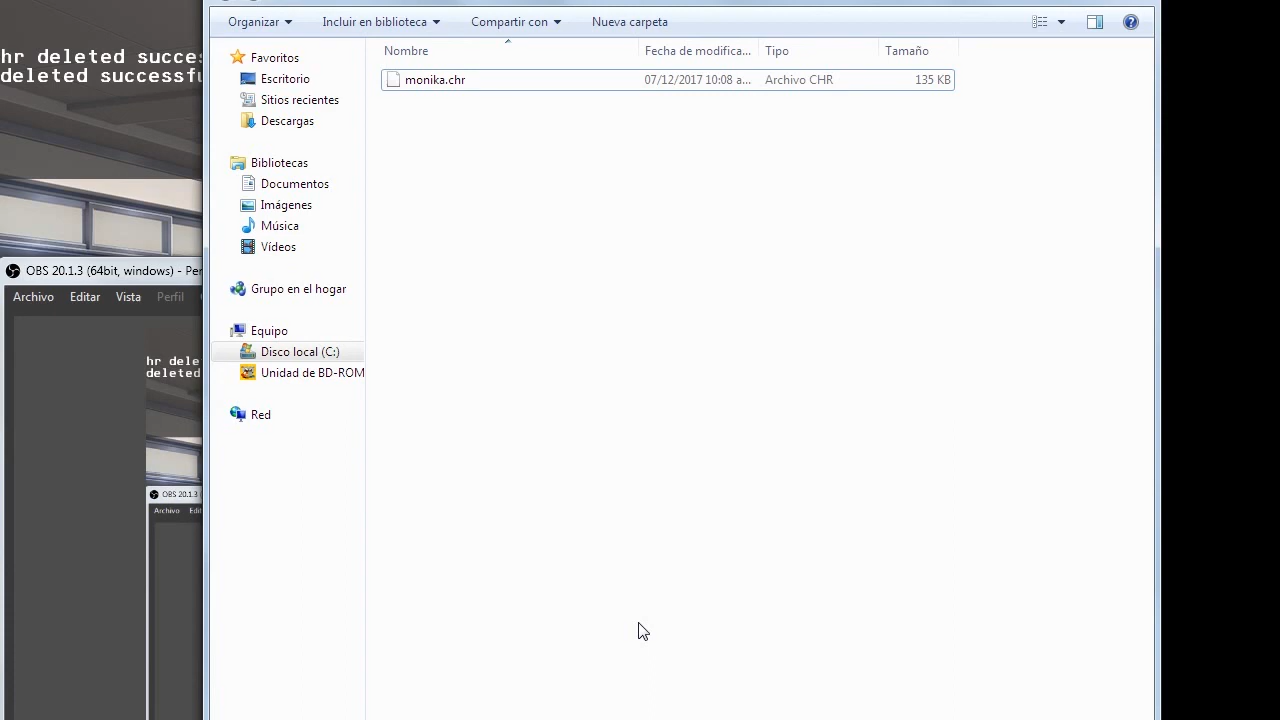 hr deleted succes
deleted successfu
Organizar
Incluir en biblioteca
Compartir con
Nueva carpeta
Nombre
Fecha de modifica...
Tipo
Tamaño
monika.chr
07/12/2017 10:08 a...
Archivo CHR
135 KB
Favoritos
Escritorio
Sitios recientes
Descargas
Bibliotecas
Documentos
Imágenes
Música
Vídeos
Grupo en el hogar
Equipo
Disco local (C:)
Unidad de BD-ROM
Red
OBS 20.1.3 (64bit, windows) - Per
Archivo
Editar
Vista
Perfil
hr dele
deleted
OBS 20.1.3
Archivo
Edi